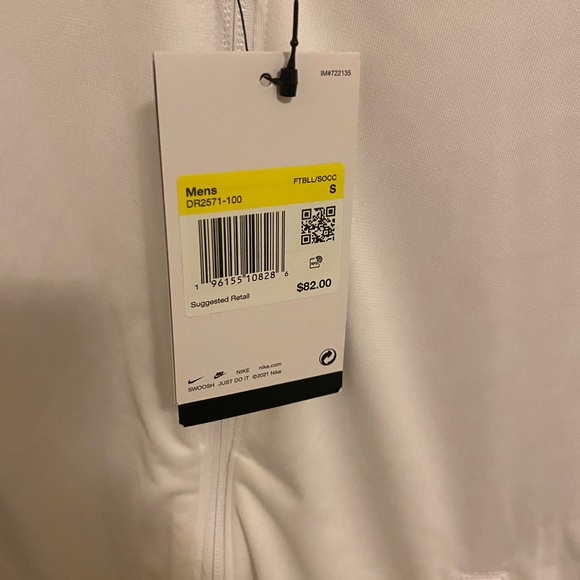 IM#722135
FTBLL/SOCC
Mens S
DR2571-100
1 96155 10828 6
$82.00
Suggested Retail
NIKE nike.com
SWOOSH JUST DO IT ©2021 Nike